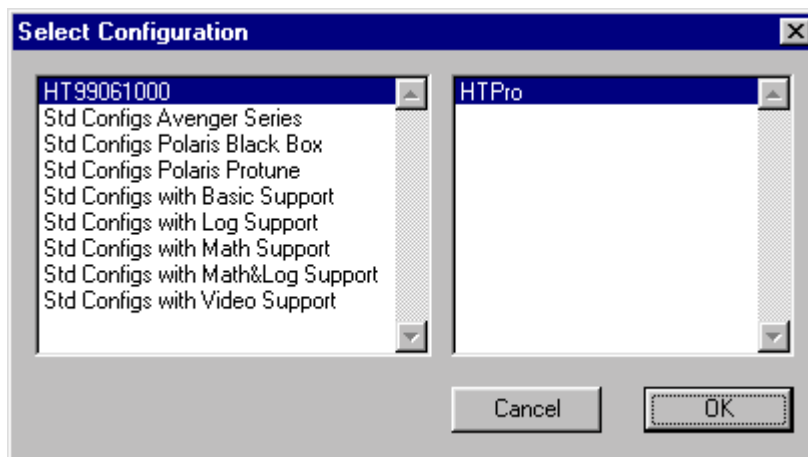 Select Configuration
HT99061000
Std Configs Avenger Series
Std Configs Polaris Black Box
Std Configs Polaris Protune
Std Configs with Basic Support
Std Configs with Log Support
Std Configs with Math Support
Std Configs with Math&Log Support
Std Configs with Video Support
HTPro
Cancel
OK